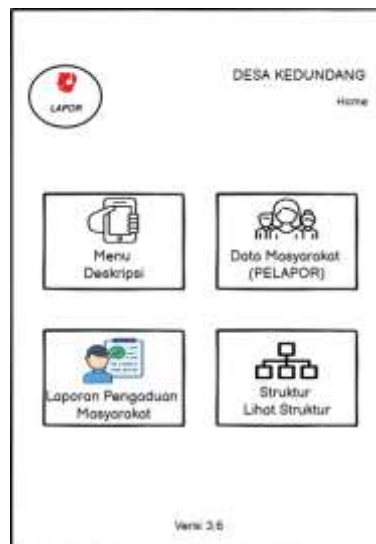 LAPOR
DESA KEDUNDANG
Home
Menu
Deskripsi
Data Masyarakat
(PELAPOR)
Laporan Pengaduan
Masyarakat
Struktur
Lihat Struktur
Versi 3,6